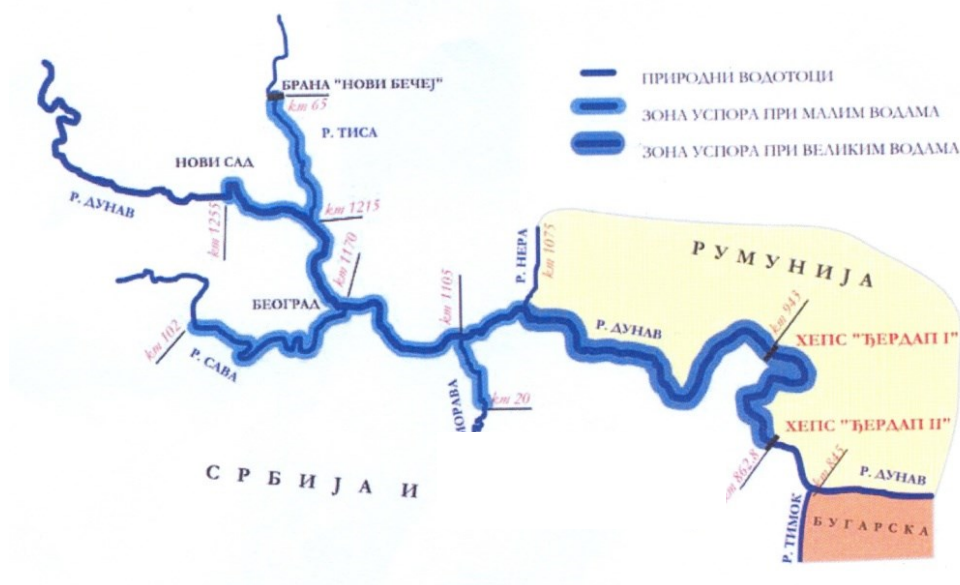 БРАНА "НОВИ БЕЧЕЈ"
km 65
Р. ТИСА
НОВИ САД
Р. ДУНАВ
km 1255
km 1215
km 1170
БЕОГРАД
km 102
Р. САВА
km 1105
МОРАВА
km 20
Р. НЕРА
km 1075
ПРИРОДНИ ВОДОТОЦИ
ЗОНА УСПОРА ПРИ МАЛИМ ВОДАМА
ЗОНА УСПОРА ПРИ ВЕЛИКИМ ВОДАМА
РУМУНИЈА
Р. ДУНАВ
km 943
ХЕПС "ЂЕРДАП I"
ХЕПС "ЂЕРДАП II"
km 862.8
km 845
Р. ДУНАВ
Р. ТИМОК
БУГАРСКА
СРБИЈА И